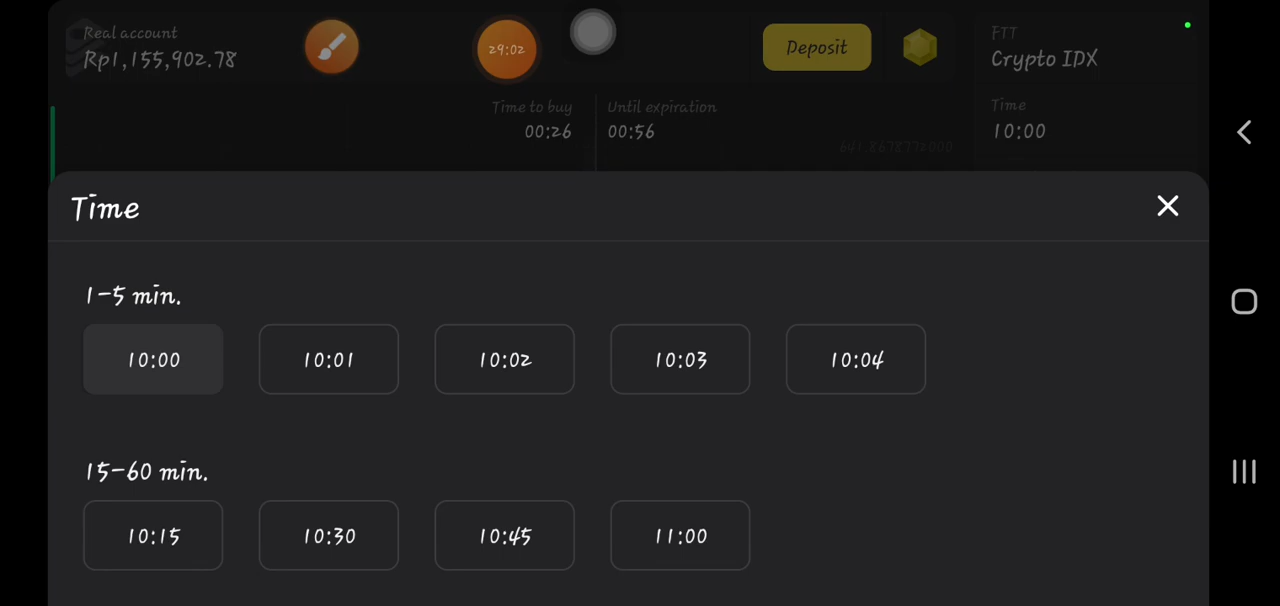 Real account
Rp1,155,902.78
29:02
Deposit
FTT
Crypto IDX
Time to buy
00:26
Until expiration
00:56
Time
10:00
641.8678772000
Time
1-5 min.
10:00 10:01 10:02 10:03 10:04
15-60 min.
10:15 10:30 10:45 11:00